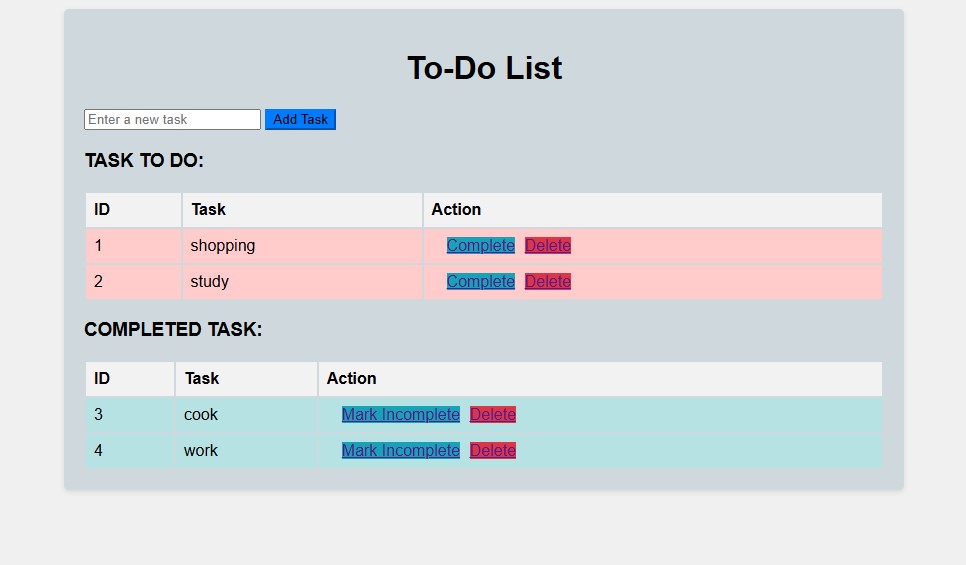 To-Do List
Enter a new task Add Task
TASK TO DO:
ID Task Action
1 shopping Complete Delete
2 study Complete Delete
COMPLETED TASK:
ID Task Action
3 cook Mark Incomplete Delete
4 work Mark Incomplete Delete